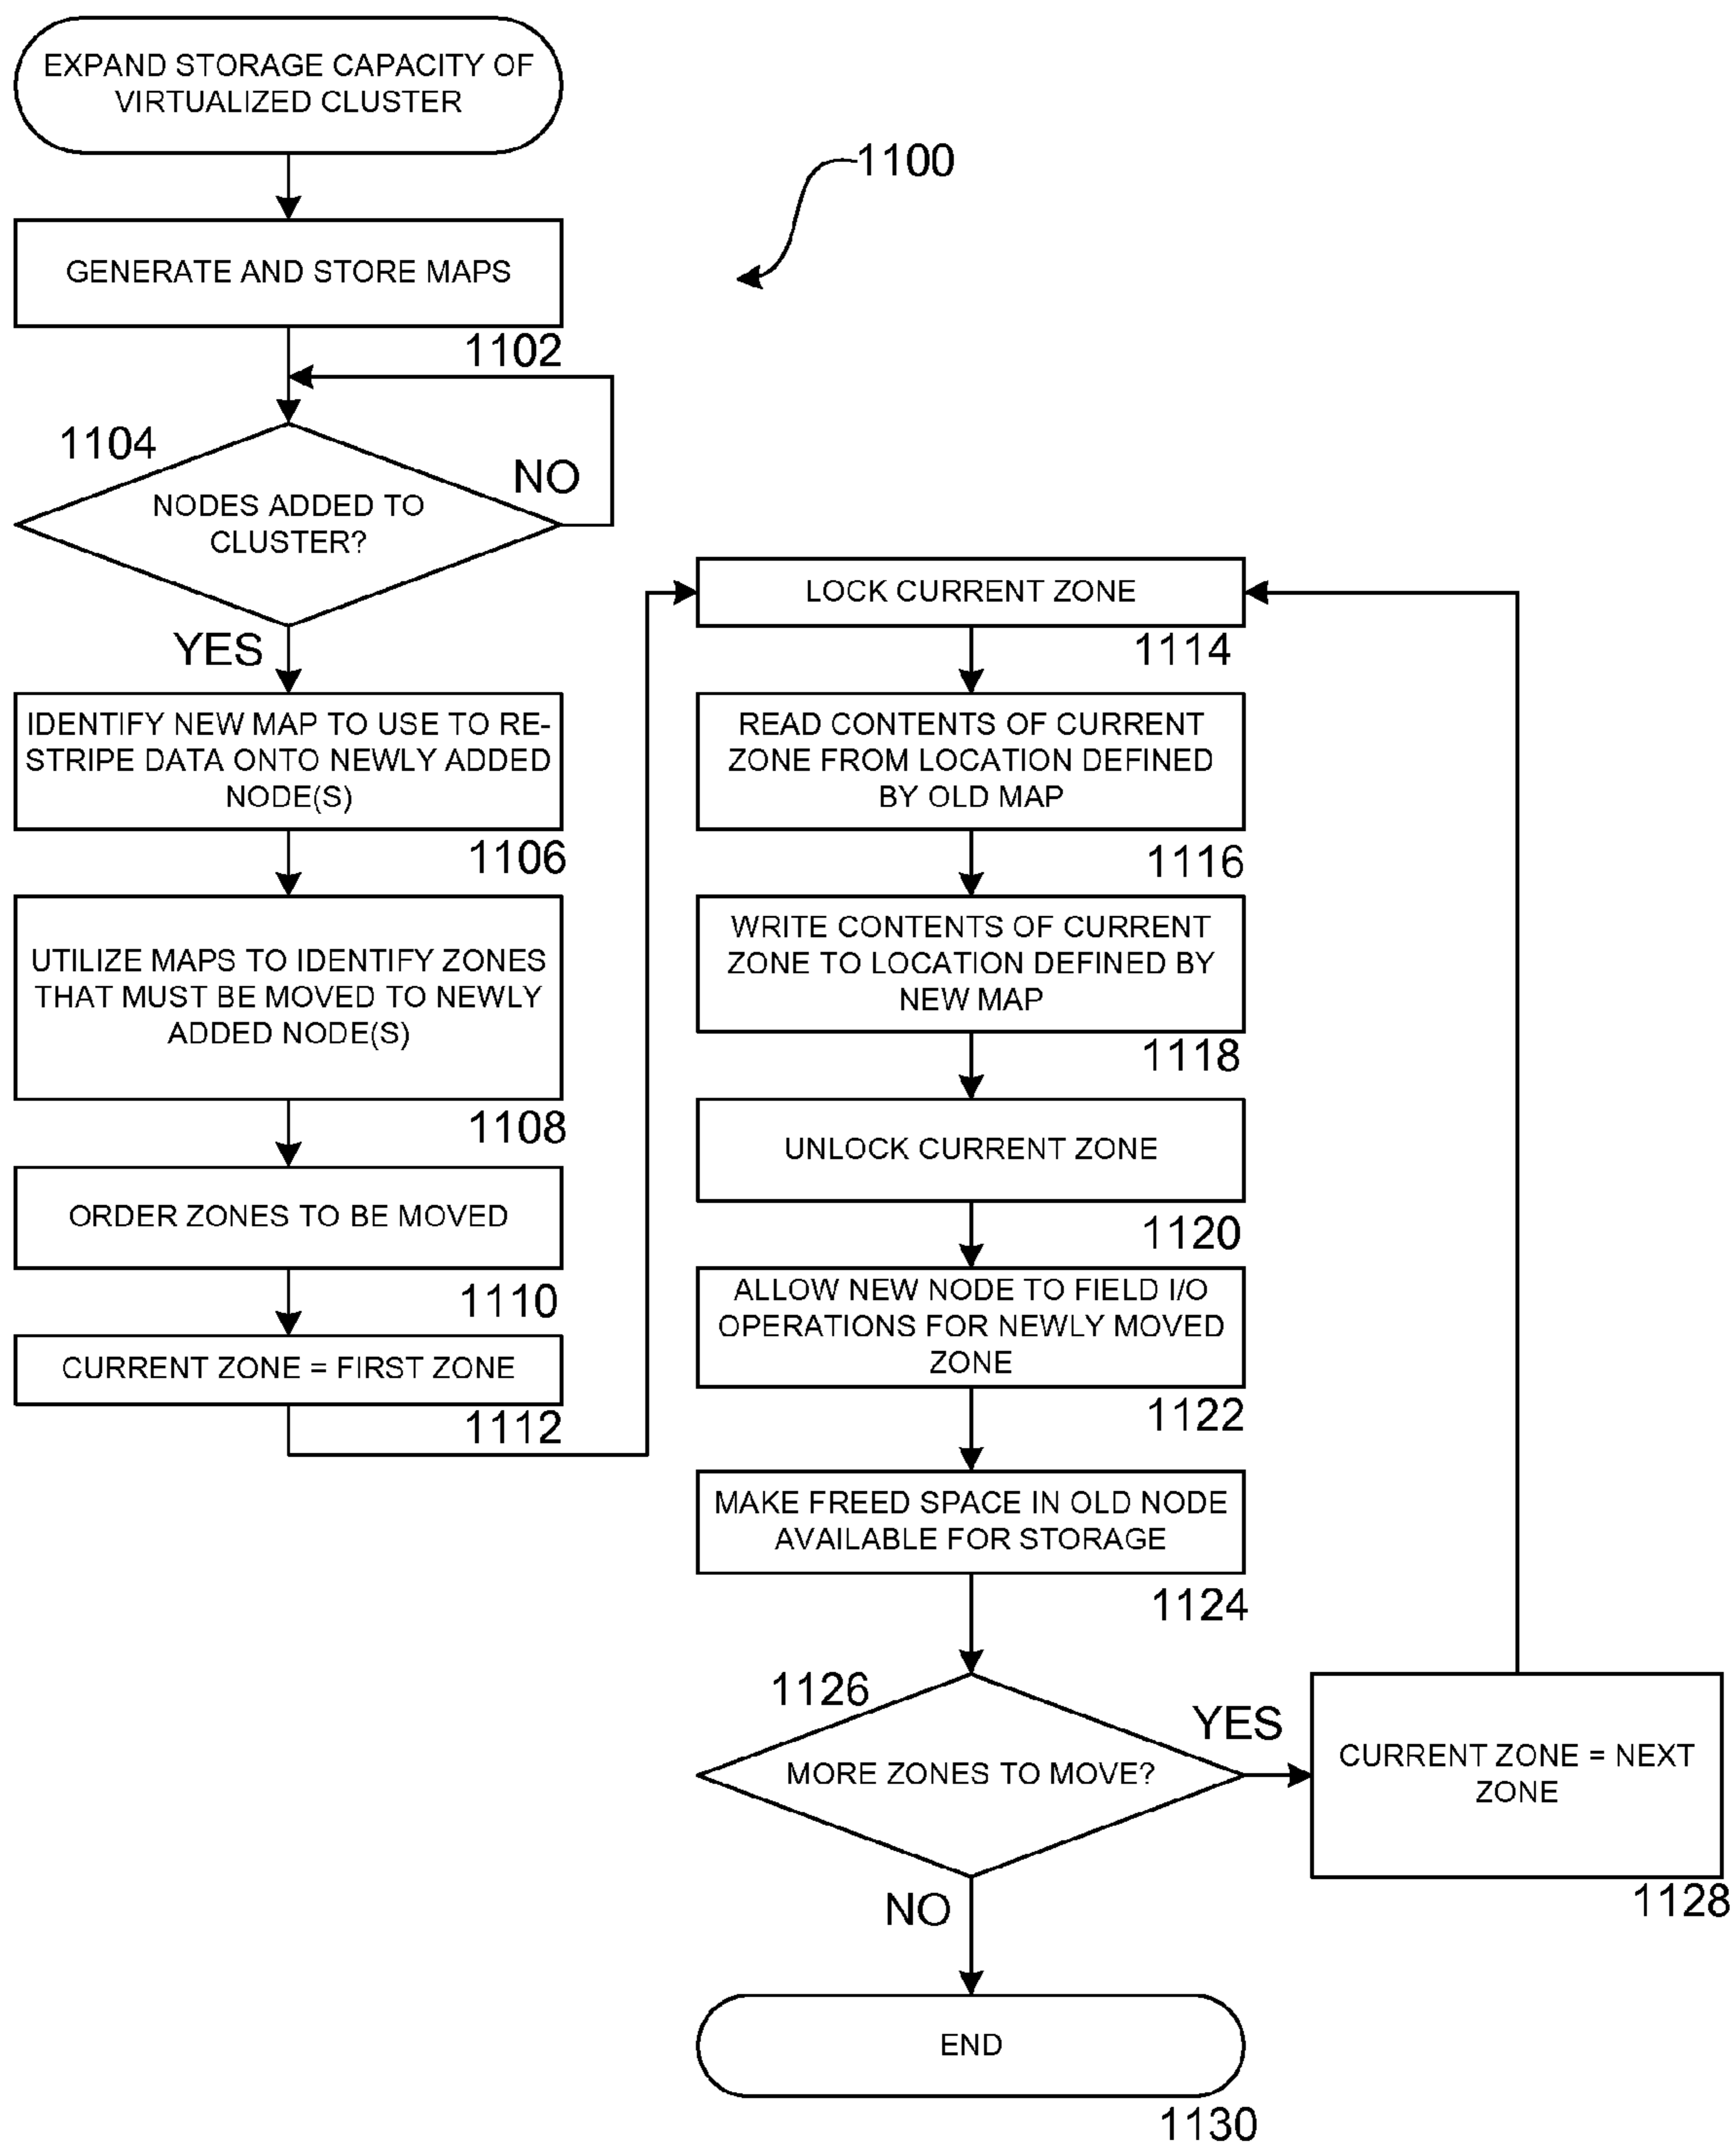 EXPAND STORAGE CAPACITY OF
VIRTUALIZED CLUSTER
1100
GENERATE AND STORE MAPS
1102
1104
NO
NODES ADDED TO
CLUSTER?
YES
IDENTIFY NEW MAP TO USE TO RE-
STRIPE DATA ONTO NEWLY ADDED
NODE(S)
1106
UTILIZE MAPS TO IDENTIFY ZONES
THAT MUST BE MOVED TO NEWLY
ADDED NODE(S)
1108
ORDER ZONES TO BE MOVED
1110
CURRENT ZONE = FIRST ZONE
1112
LOCK CURRENT ZONE
1114
READ CONTENTS OF CURRENT
ZONE FROM LOCATION DEFINED
BY OLD MAP
1116
WRITE CONTENTS OF CURRENT
ZONE TO LOCATION DEFINED BY
NEW MAP
1118
UNLOCK CURRENT ZONE
1120
ALLOW NEW NODE TO FIELD I/O
OPERATIONS FOR NEWLY MOVED
ZONE
1122
MAKE FREED SPACE IN OLD NODE
AVAILABLE FOR STORAGE
1124
1126
YES
MORE ZONES TO MOVE?
CURRENT ZONE = NEXT
ZONE
1128
NO
END
1130